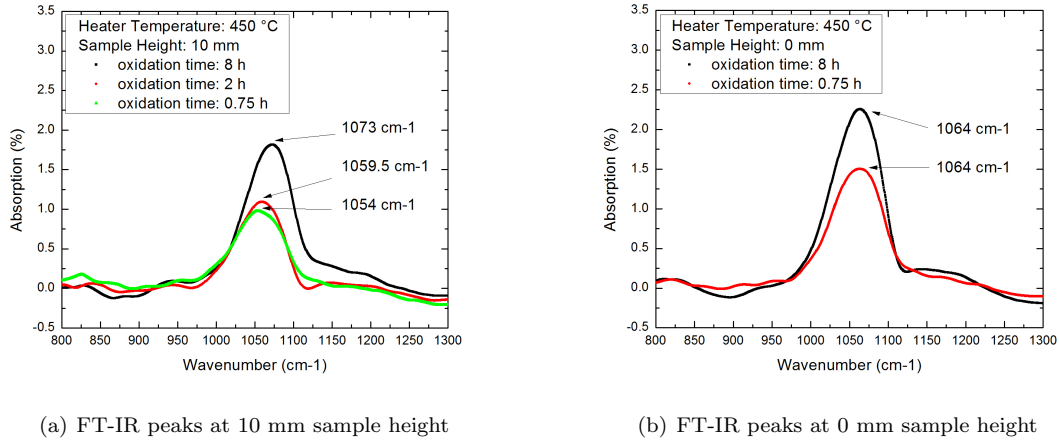 Heater Temperature: 450 °C
Sample Height: 10 mm
oxidation time: 8 h
oxidation time: 2 h
oxidation time: 0.75 h
3.5
3.0
2.5
2.0
1.5
1.0
0.5
0.0
-0.5
Absorption (%)
1073 cm-1
1059.5 cm-1
1054 cm-1
800 850 900 950 1000 1050 1100 1150 1200 1250 1300
Wavenumber (cm-1)
(a) FT-IR peaks at 10 mm sample height
Heater Temperature: 450 °C
Sample Height: 0 mm
oxidation time: 8 h
oxidation time: 0.75 h
3.5
3.0
2.5
2.0
1.5
1.0
0.5
0.0
-0.5
Absorption (%)
1064 cm-1
1064 cm-1
800 850 900 950 1000 1050 1100 1150 1200 1250 1300
Wavenumber (cm-1)
(b) FT-IR peaks at 0 mm sample height